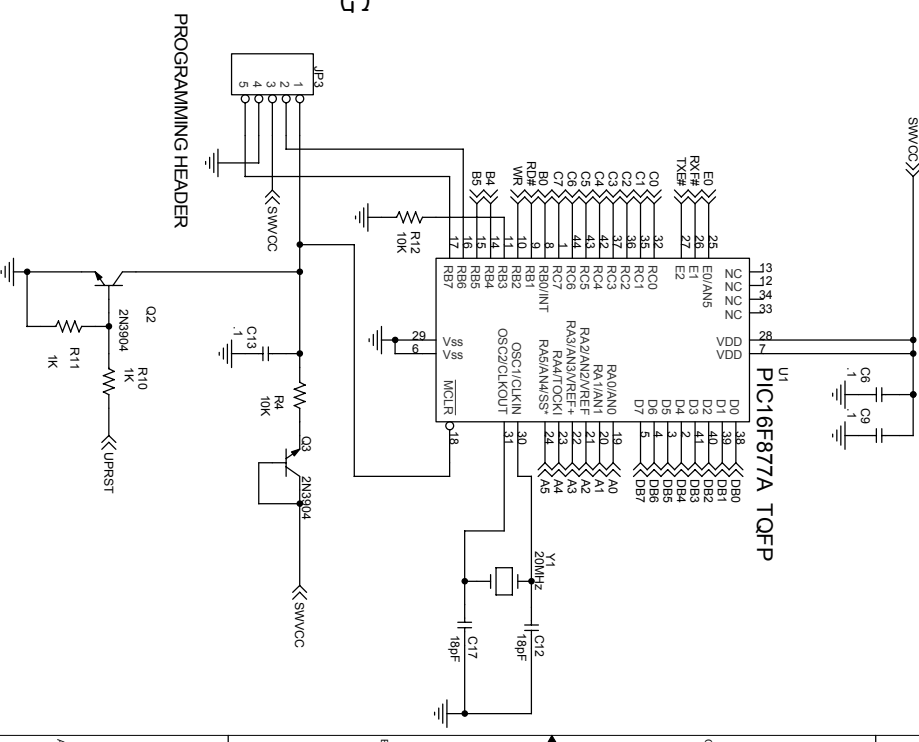 PROGRAMMING HEADER
JP3
1
2
3
4
5
SWVCC
SWVCC
B5
B4
WR
RD#
B0
C7
C6
C5
C4
C3
C2
C1
C0
TXE#
RXF#
E0
17
16
15
14
11
10
9
8
1
44
43
42
37
36
35
32
27
26
25
RB7
RB6
RB5
RB4
RB3
RB2
RB1
RB0/INT
RC7
RC6
RC5
RC4
RC3
RC2
RC1
RC0
E2
E1
E0/AN5
NC
NC
NC
NC
13
12
34
33
VDD
VDD
28
7
29
6
Vss
Vss
MCLR
OSC2/CLKOUT
OSC1/CLKIN
RA5/AN4/SS*
RA4/TOCKI
RA3/AN3/VREF+
RA2/AN2/VREF
RA1/AN1
RA0/AN0
D7
D6
D5
D4
D3
D2
D1
D0
18
31
30
24
23
22
21
20
19
5
4
3
2
41
40
39
38
A5
A4
A3
A2
A1
A0
DB7
DB6
DB5
DB4
DB3
DB2
DB1
DB0
U1
PIC16F877A TQFP
C6
.1
C9
.1
R12
10K
Q2
2N3904
R11
1K
R10
1K
UPRST
C13
.1
R4
10K
Q3
2N3904
SWVCC
Y1
20MHz
C17
18pF
C12
18pF